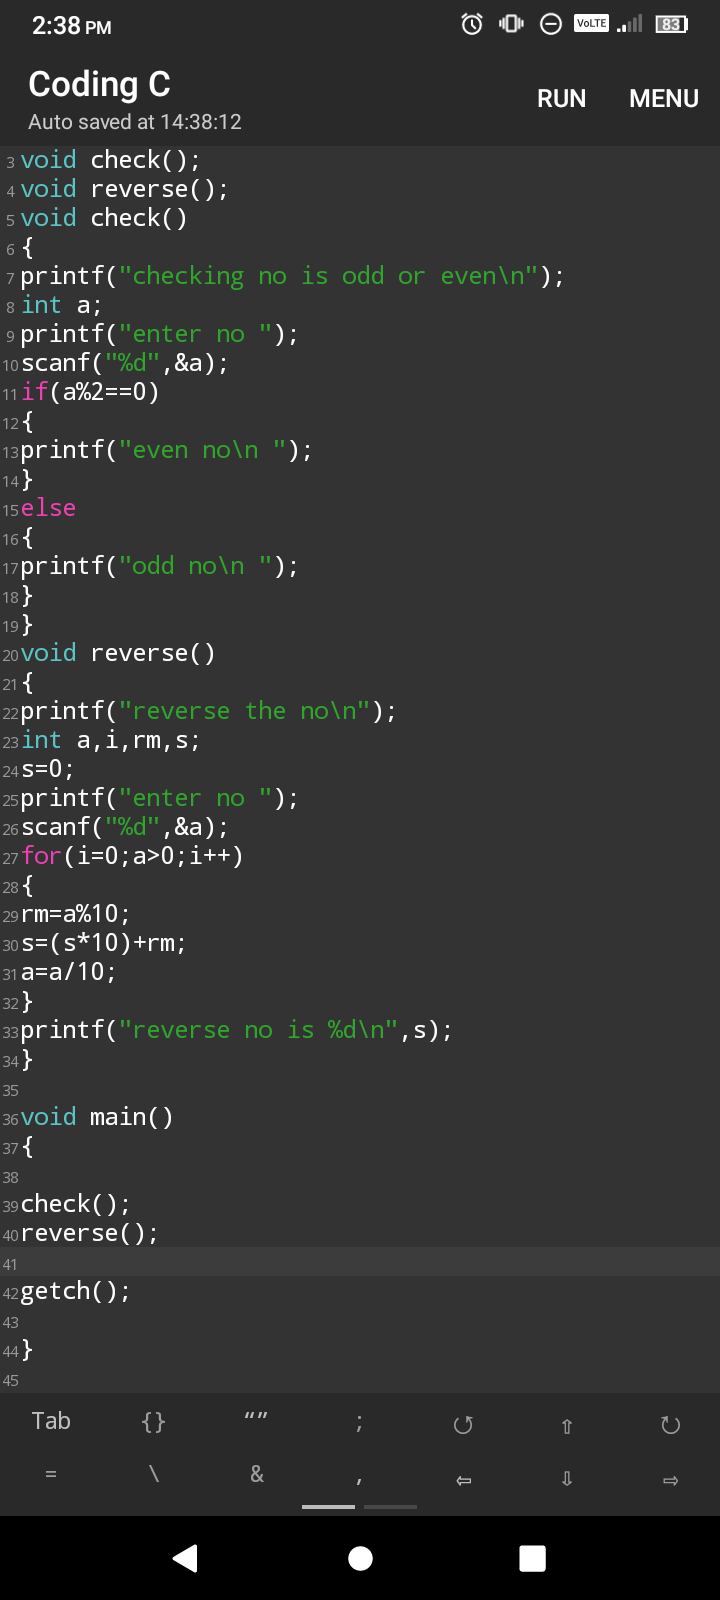 2:38 PM VoLTE 83
Coding C
Auto saved at 14:38:12
RUN MENU
3 void check();
4 void reverse();
5 void check()
6 {
7 printf("checking no is odd or even\n");
8 int a;
9 printf("enter no ");
10 scanf("%d",&a);
11 if(a%2==0)
12 {
13 printf("even no\n ");
14 }
15 else
16 {
17 printf("odd no\n ");
18 }
19 }
20 void reverse()
21 {
22 printf("reverse the no\n");
23 int a,i,rm,s;
24 s=0;
25 printf("enter no ");
26 scanf("%d",&a);
27 for(i=0;a>0;i++)
28 {
29 rm=a%10;
30 s=(s*10)+rm;
31 a=a/10;
32 }
33 printf("reverse no is %d\n",s);
34 }
35
36 void main()
37 {
38
39 check();
40 reverse();
41
42 getch();
43
44 }
45
Tab {} “” ; ↺ ⇧ ↻
= \ & , ⇦ ⇩ ⇨